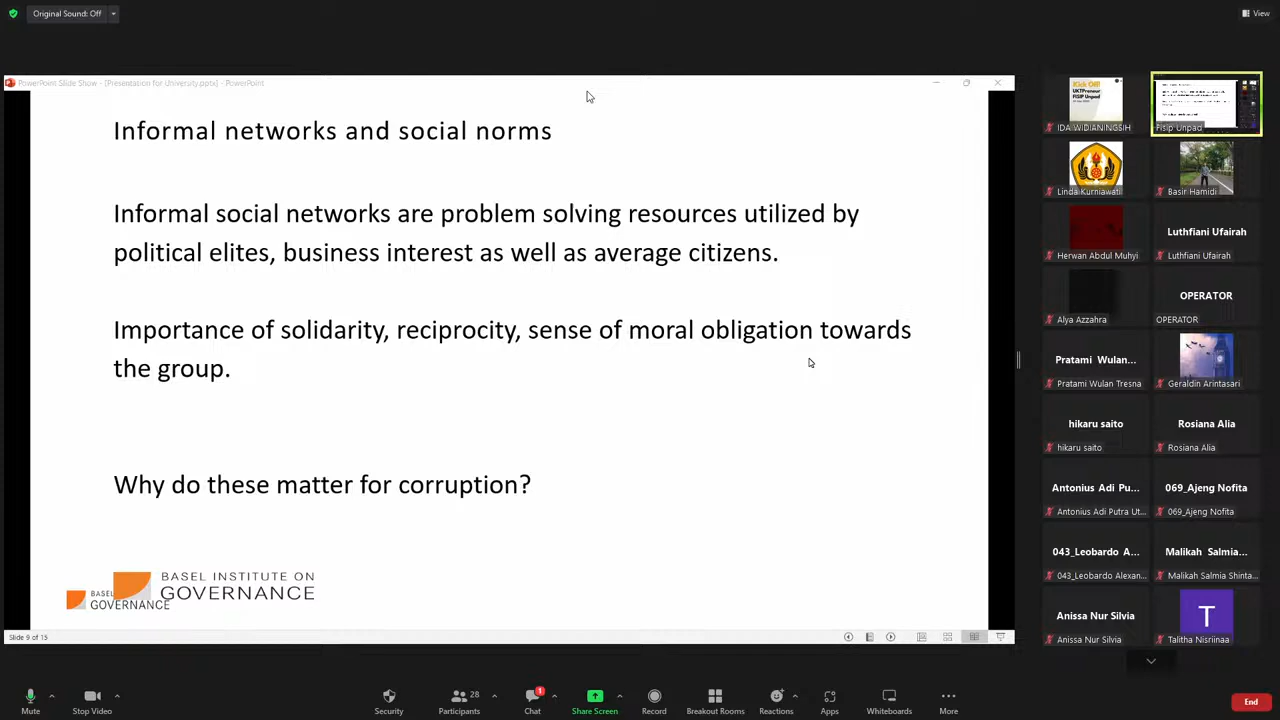 Original Sound: Off
View
PowerPoint Slide Show - [Presentation for University.pptx] - PowerPoint
Informal networks and social norms
Informal social networks are problem solving resources utilized by
political elites, business interest as well as average citizens.
Importance of solidarity, reciprocity, sense of moral obligation towards
the group.
Why do these matter for corruption?
BASEL INSTITUTE ON
GOVERNANCE
BASEL
GOVERNANCE
Slide 9 of 15
Kick Off!
UKTPreneur
FISIP Unpad
IDA WIDIANINGSIH
Fisip Unpad
Linda Kurniawati
Basir Hamidi
Herwan Abdul Muhyi
Luthfiani Ufairah
Luthfiani Ufairah
Alya Azzahra
OPERATOR
OPERATOR
Pratami Wulan...
Pratami Wulan Tresna
Geraldin Arintasari
hikaru saito
hikaru saito
Rosiana Alia
Rosiana Alia
Antonius Adi Pu...
Antonius Adi Putra Ut...
069_Ajeng Nofita
069_Ajeng Nofita
043_Leobardo A...
043_Leobardo Alexan...
Malikah Salmia...
Malikah Salmia Shinta...
Anissa Nur Silvia
Anissa Nur Silvia
T
Talitha Nisriinaa
Mute
Stop Video
Security
28
Participants
1
Chat
Share Screen
Record
Breakout Rooms
Reactions
Apps
Whiteboards
More
End